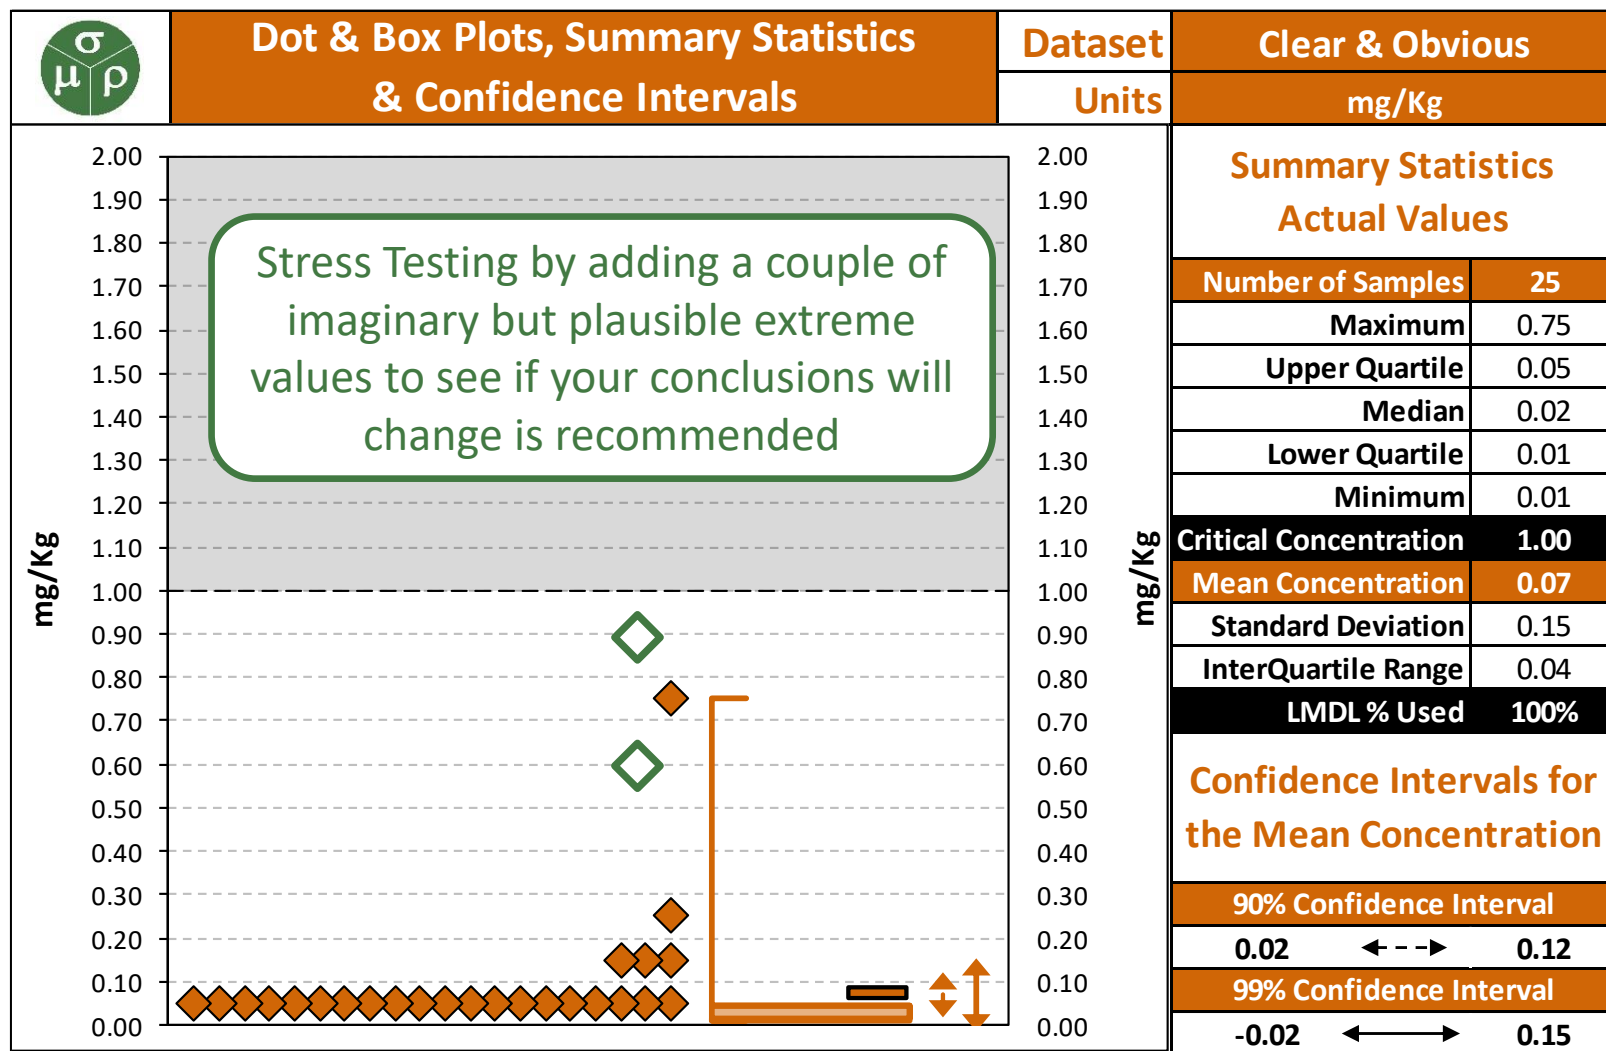 σ
μ ρ
Dot & Box Plots, Summary Statistics
& Confidence Intervals
Dataset
Clear & Obvious
Units
mg/Kg
2.00
1.90
1.80
1.70
1.60
1.50
1.40
1.30
1.20
1.10
1.00
0.90
0.80
0.70
0.60
0.50
0.40
0.30
0.20
0.10
0.00
mg/Kg
Stress Testing by adding a couple of
imaginary but plausible extreme
values to see if your conclusions will
change is recommended
2.00
1.90
1.80
1.70
1.60
1.50
1.40
1.30
1.20
1.10
1.00
0.90
0.80
0.70
0.60
0.50
0.40
0.30
0.20
0.10
0.00
mg/Kg
Summary Statistics
Actual Values
Number of Samples 25
Maximum 0.75
Upper Quartile 0.05
Median 0.02
Lower Quartile 0.01
Minimum 0.01
Critical Concentration 1.00
Mean Concentration 0.07
Standard Deviation 0.15
InterQuartile Range 0.04
LMDL % Used 100%
Confidence Intervals for
the Mean Concentration
90% Confidence Interval
0.02 0.12
99% Confidence Interval
-0.02 0.15